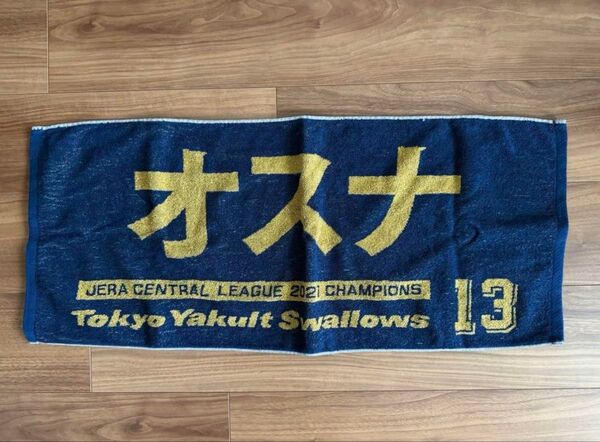 オスナ
JERA CENTRAL LEAGUE 2021 CHAMPIONS
Tokyo Yakult Swallows 13